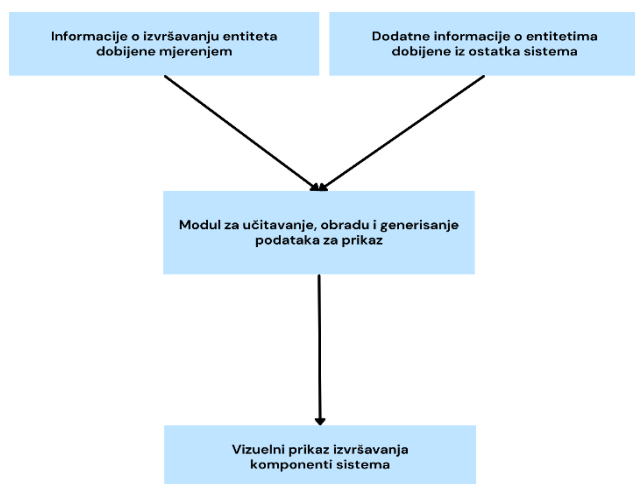 Informacije o izvršavanju entiteta
dobijene mjerenjem
Dodatne informacije o entitetima
dobijene iz ostatka sistema
Modul za učitavanje, obradu i generisanje
podataka za prikaz
Vizuelni prikaz izvršavanja
komponenti sistema